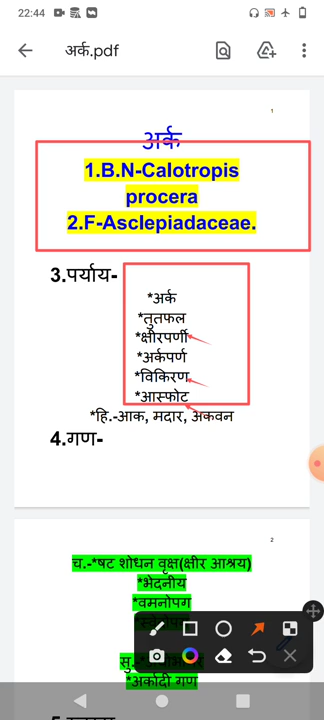 22:44
अर्क.pdf
1
अर्क
1.B.N-Calotropis
procera
2.F-Asclepiadaceae.
3.पर्याय-
*अर्क
*तुतफल
*क्षीरपर्णी
*अर्कपर्ण
*विकिरण
*आस्फोट
*हि.-आक, मदार, अकवन
4.गण-
2
च.-*षट शोधन वृक्ष(क्षीर आश्रय)
*भेदनीय
*वमनोपग
सु.
*अर्कादी गण